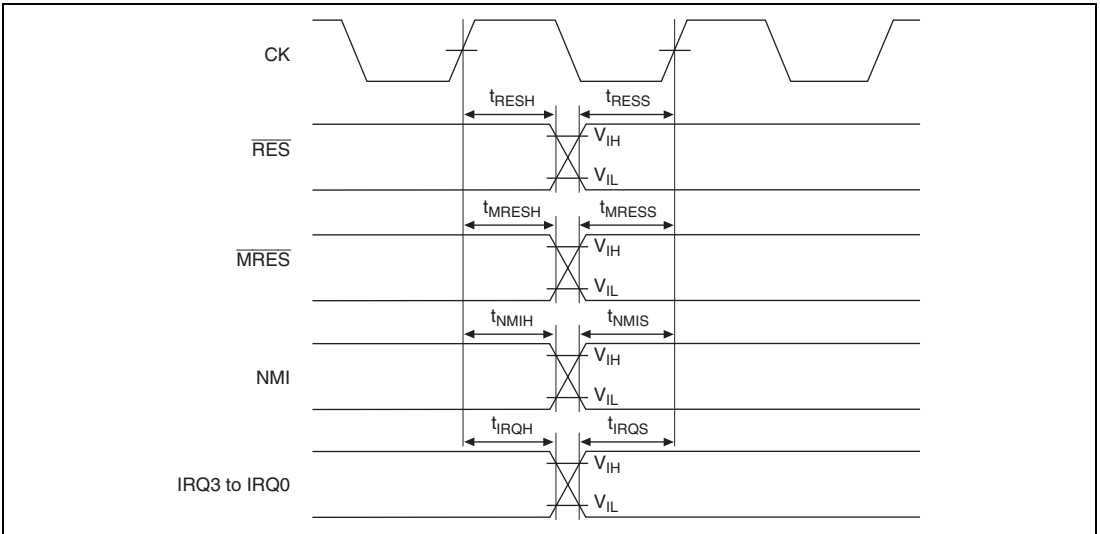 CK
tRESH tRESS
RES VIH
VIL
tMRESH tMRESS
MRES VIH
VIL
tNMIH tNMIS
NMI VIH
VIL
tIRQH tIRQS
IRQ3 to IRQ0 VIH
VIL